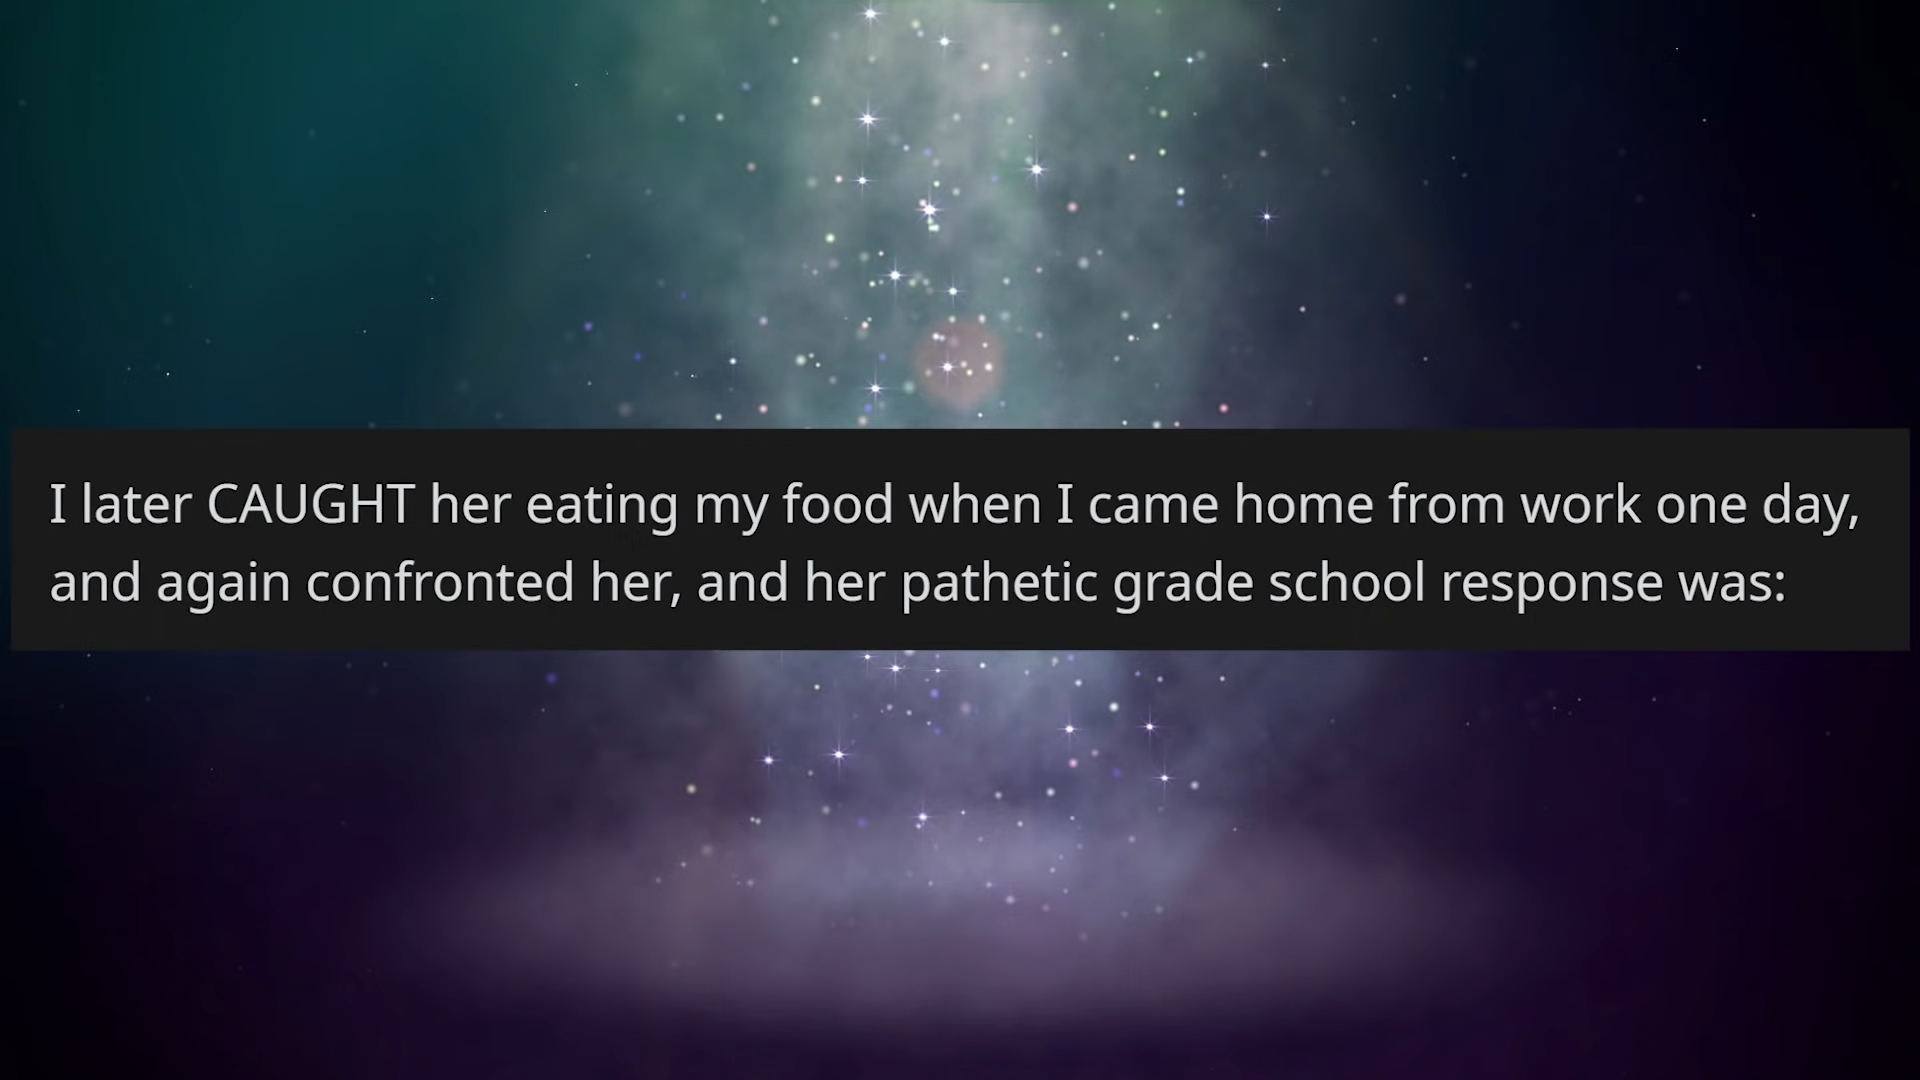 I later CAUGHT her eating my food when I came home from work one day,
and again confronted her, and her pathetic grade school response was: